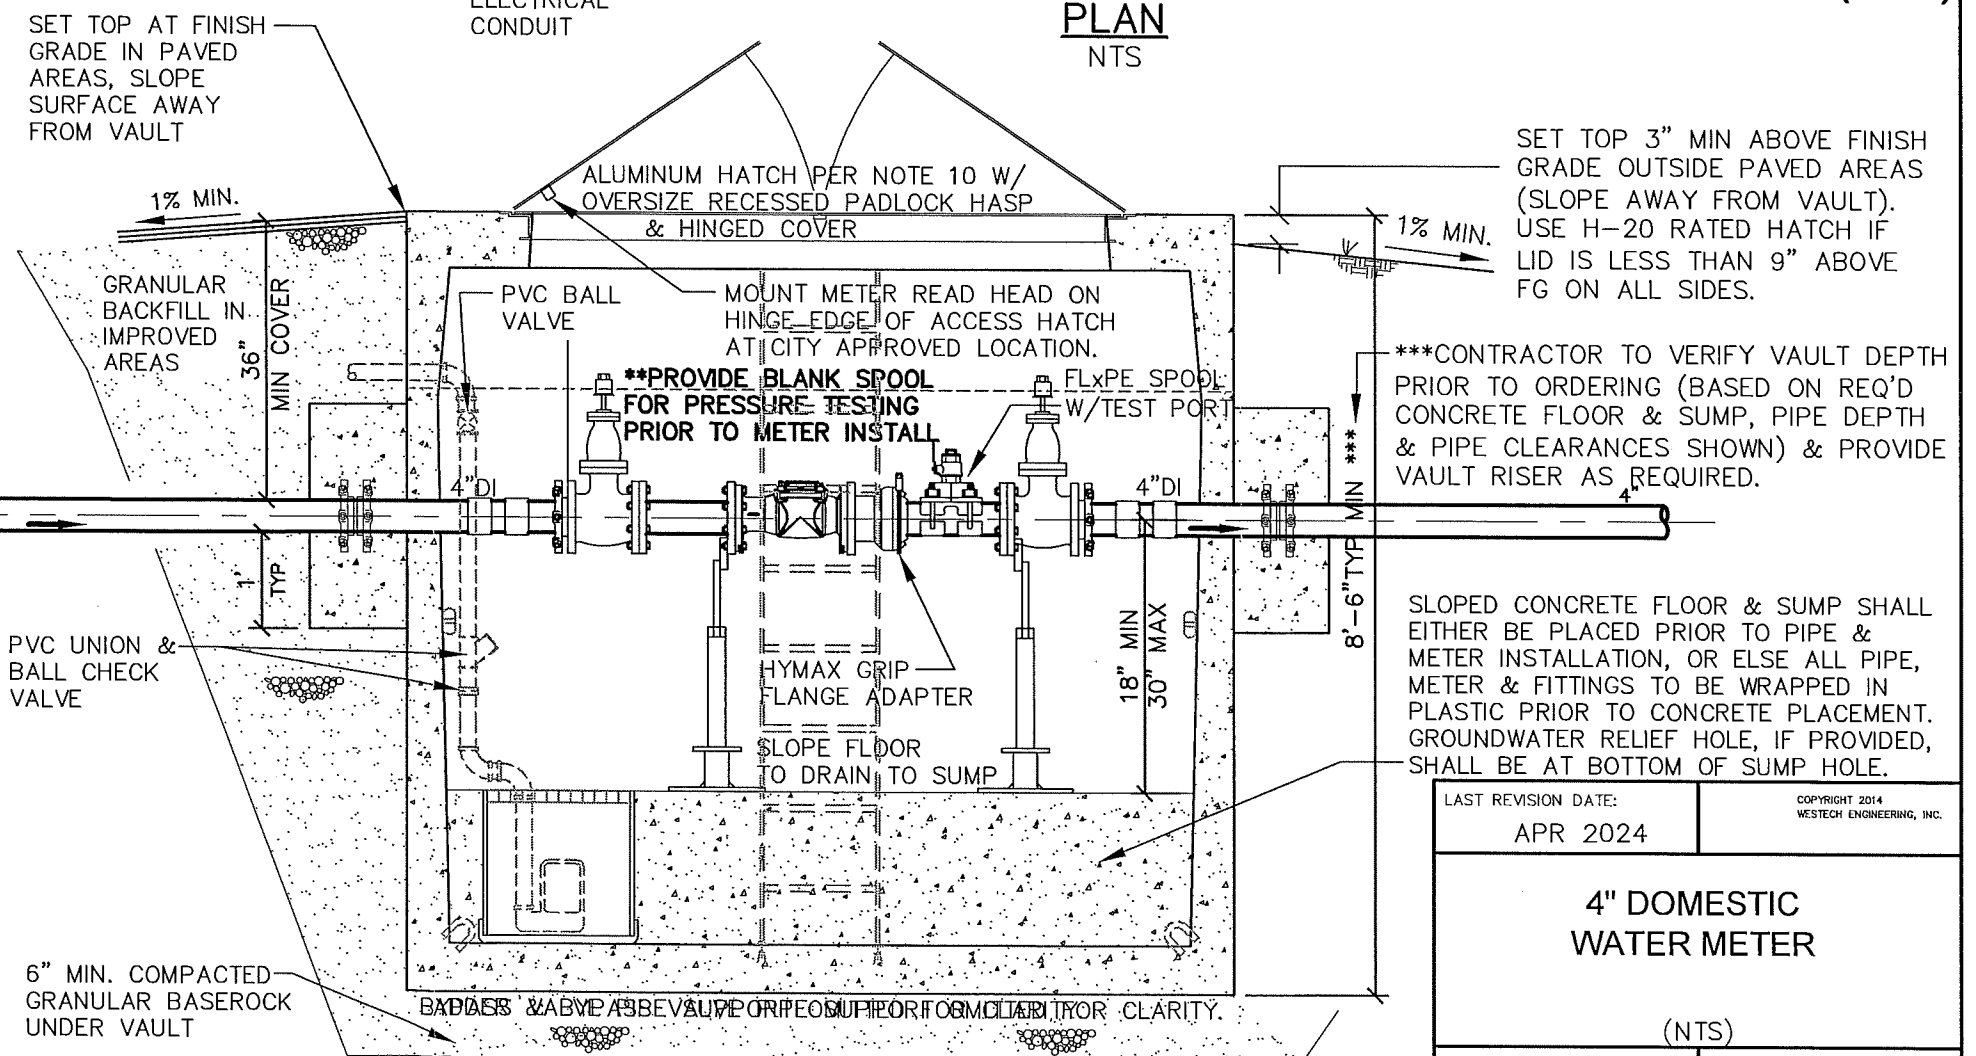 ELECTRICAL
CONDUIT
PLAN
NTS
SET TOP AT FINISH
GRADE IN PAVED
AREAS, SLOPE
SURFACE AWAY
FROM VAULT
1% MIN.
GRANULAR
BACKFILL IN
IMPROVED
AREAS
36"
MIN COVER
ALUMINUM HATCH PER NOTE 10 W/
OVERSIZE RECESSED PADLOCK HASP
& HINGED COVER
PVC BALL
VALVE
MOUNT METER READ HEAD ON
HINGE EDGE OF ACCESS HATCH
AT CITY APPROVED LOCATION.
**PROVIDE BLANK SPOOL
FOR PRESSURE TESTING
PRIOR TO METER INSTALL
FLxPE SPOOL
W/TEST PORT
SET TOP 3" MIN ABOVE FINISH
GRADE OUTSIDE PAVED AREAS
(SLOPE AWAY FROM VAULT).
USE H-20 RATED HATCH IF
LID IS LESS THAN 9" ABOVE
FG ON ALL SIDES.
1% MIN.
***CONTRACTOR TO VERIFY VAULT DEPTH
PRIOR TO ORDERING (BASED ON REQ'D
CONCRETE FLOOR & SUMP, PIPE DEPTH
& PIPE CLEARANCES SHOWN) & PROVIDE
VAULT RISER AS REQUIRED.
4"DI
4"DI
4"
8'-6"TYP MIN ***
1'
TYP
PVC UNION &
BALL CHECK
VALVE
HYMAX GRIP
FLANGE ADAPTER
18" MIN
30" MAX
SLOPE FLOOR
TO DRAIN TO SUMP
SLOPED CONCRETE FLOOR & SUMP SHALL
EITHER BE PLACED PRIOR TO PIPE &
METER INSTALLATION, OR ELSE ALL PIPE,
METER & FITTINGS TO BE WRAPPED IN
PLASTIC PRIOR TO CONCRETE PLACEMENT.
GROUNDWATER RELIEF HOLE, IF PROVIDED,
SHALL BE AT BOTTOM OF SUMP HOLE.
6" MIN. COMPACTED
GRANULAR BASEROCK
UNDER VAULT
CLARITY.
LAST REVISION DATE:
APR 2024
COPYRIGHT 2014
WESTECH ENGINEERING, INC.
4" DOMESTIC
WATER METER
(NTS)